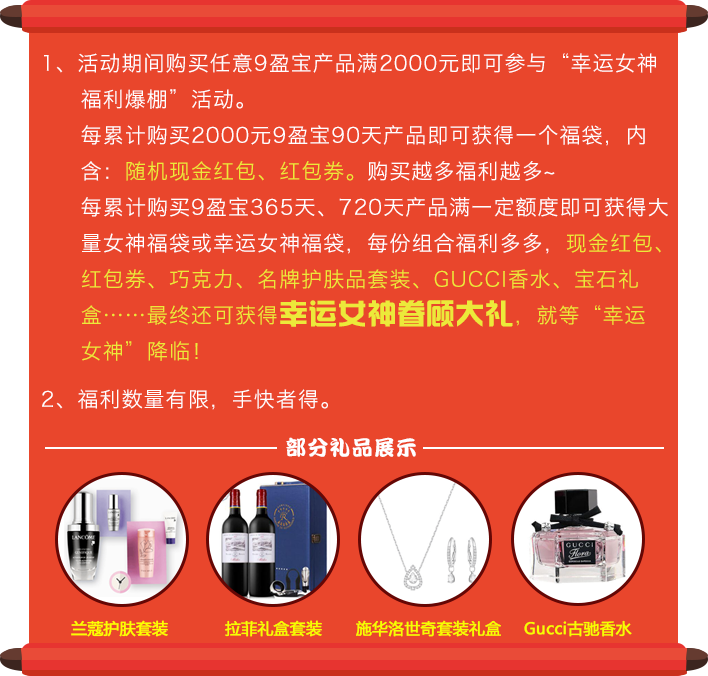 1、活动期间购买任意9盈宝产品满2000元即可参与“幸运女神
福利爆棚”活动。
每累计购买2000元9盈宝90天产品即可获得一个福袋，内
含：随机现金红包、红包券。购买越多福利越多~
每累计购买9盈宝365天、720天产品满一定额度即可获得大
量女神福袋或幸运女神福袋，每份组合福利多多，现金红包、
红包券、巧克力、名牌护肤品套装、GUCCI香水、宝石礼
盒……最终还可获得幸运女神眷顾大礼，就等“幸运
女神”降临！
2、福利数量有限，手快者得。
部分礼品展示
LANCÔME
GUCCI
Flora
兰蔻护肤套装
拉菲礼盒套装
施华洛世奇套装礼盒
Gucci古驰香水